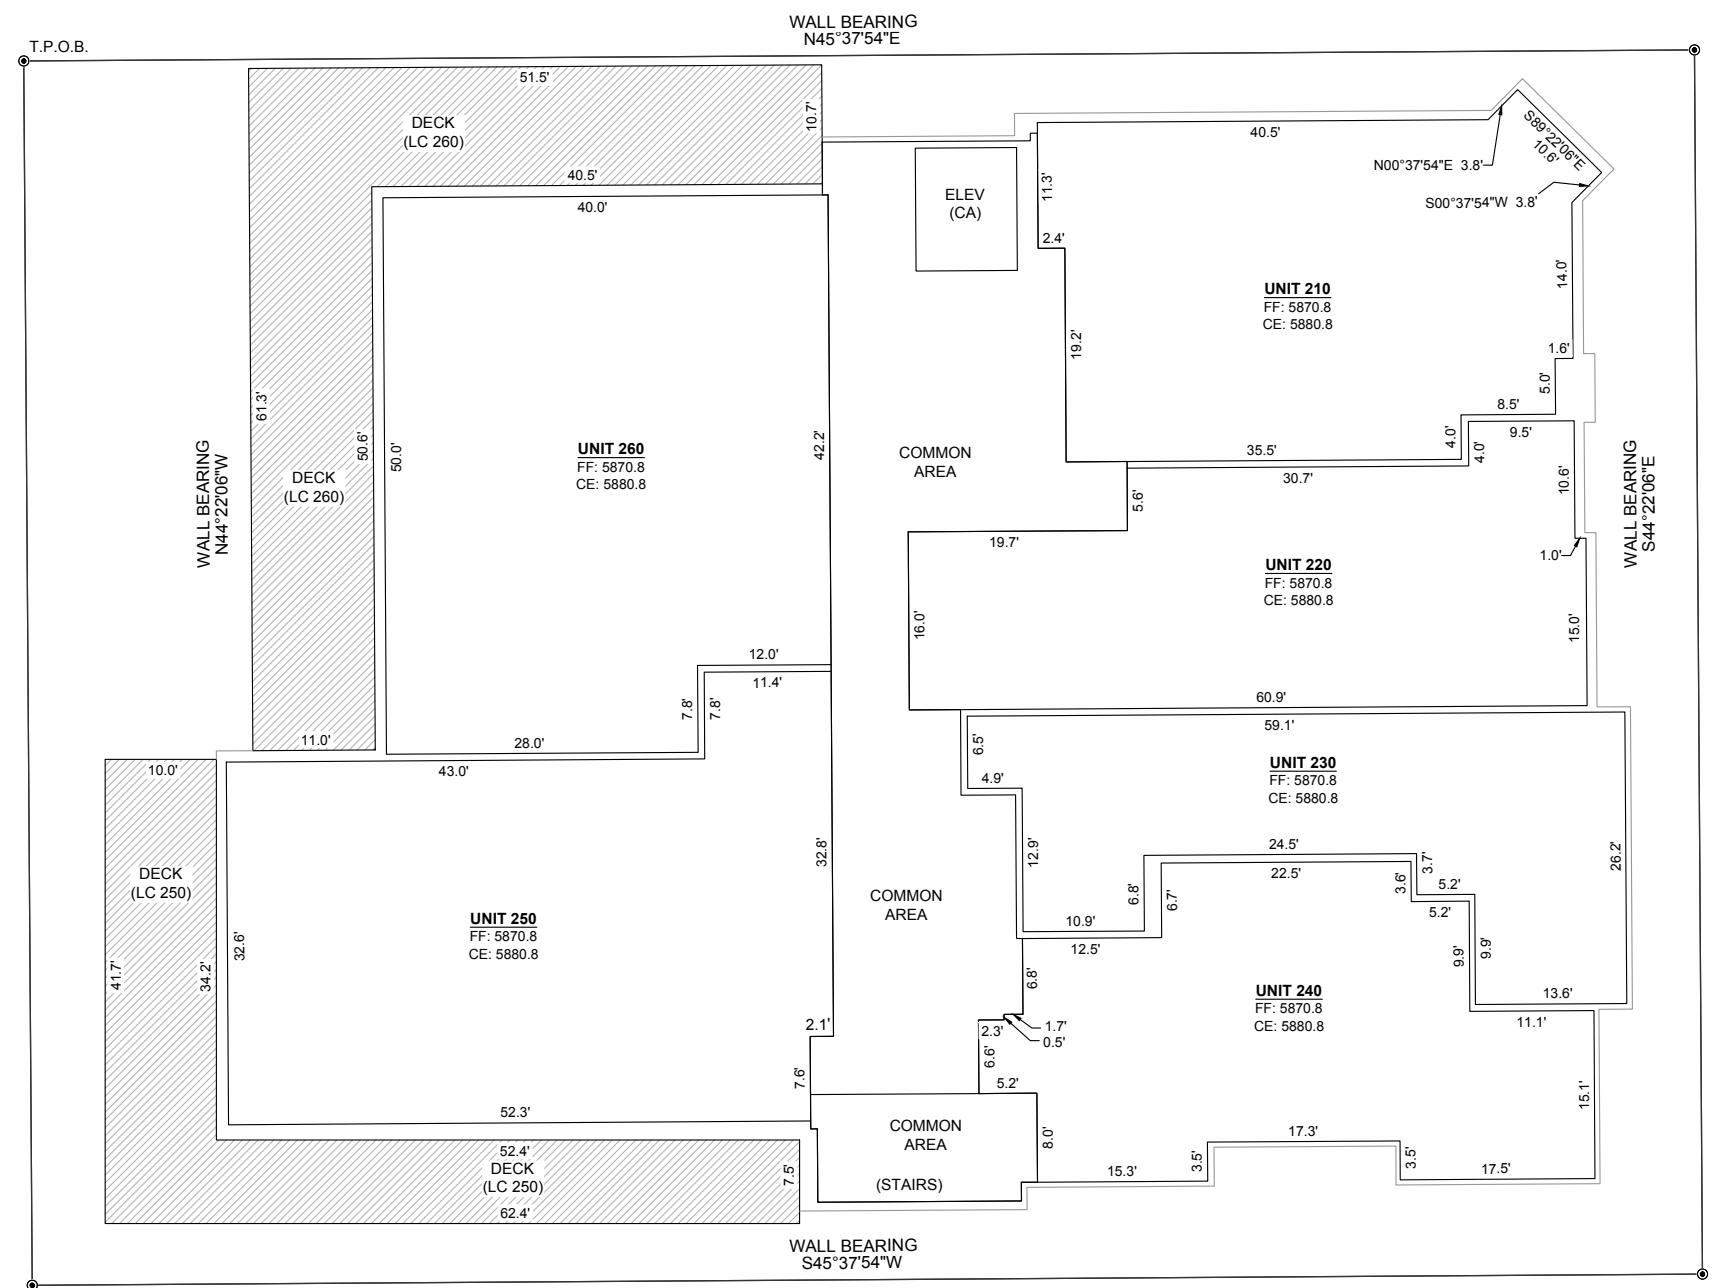 WALL BEARING
N45°37'54"E
T.P.O.B.
51.5'
10.7'
DECK
(LC 260)
40.5'
40.0'
ELEV
(CA)
11.3'
2.4'
40.5'
N00°37'54"E 3.8'
S89°22'06"E
10.6'
S00°37'54"W 3.8'
UNIT 210
FF: 5870.8
CE: 5880.8
14.0'
1.6'
5.0'
8.5'
19.2'
4.0'
35.5'
9.5'
4.0'
30.7'
61.3'
50.6'
50.0'
UNIT 260
FF: 5870.8
CE: 5880.8
42.2'
COMMON
AREA
WALL BEARING
N44°22'06"W
DECK
(LC 260)
5.6'
10.6'
WALL BEARING
S44°22'06"E
19.7'
1.0'
UNIT 220
FF: 5870.8
CE: 5880.8
16.0'
15.0'
12.0'
11.4'
7.8'
7.8'
60.9'
59.1'
11.0'
28.0'
10.0'
43.0'
6.5'
4.9'
UNIT 230
FF: 5870.8
CE: 5880.8
32.8'
12.9'
24.5'
22.5'
3.7'
3.6'
5.2'
5.2'
26.2'
DECK
(LC 250)
COMMON
AREA
6.8'
6.7'
10.9'
12.5'
UNIT 250
FF: 5870.8
CE: 5880.8
32.6'
34.2'
41.7'
9.9'
9.9'
6.8'
UNIT 240
FF: 5870.8
CE: 5880.8
13.6'
11.1'
2.1'
2.3'
1.7'
0.5'
6.6'
7.6'
5.2'
15.1'
52.3'
COMMON
AREA
8.0'
17.3'
52.4'
DECK
(LC 250)
7.5'
(STAIRS)
15.3'
3.5'
3.5'
17.5'
62.4'
WALL BEARING
S45°37'54"W